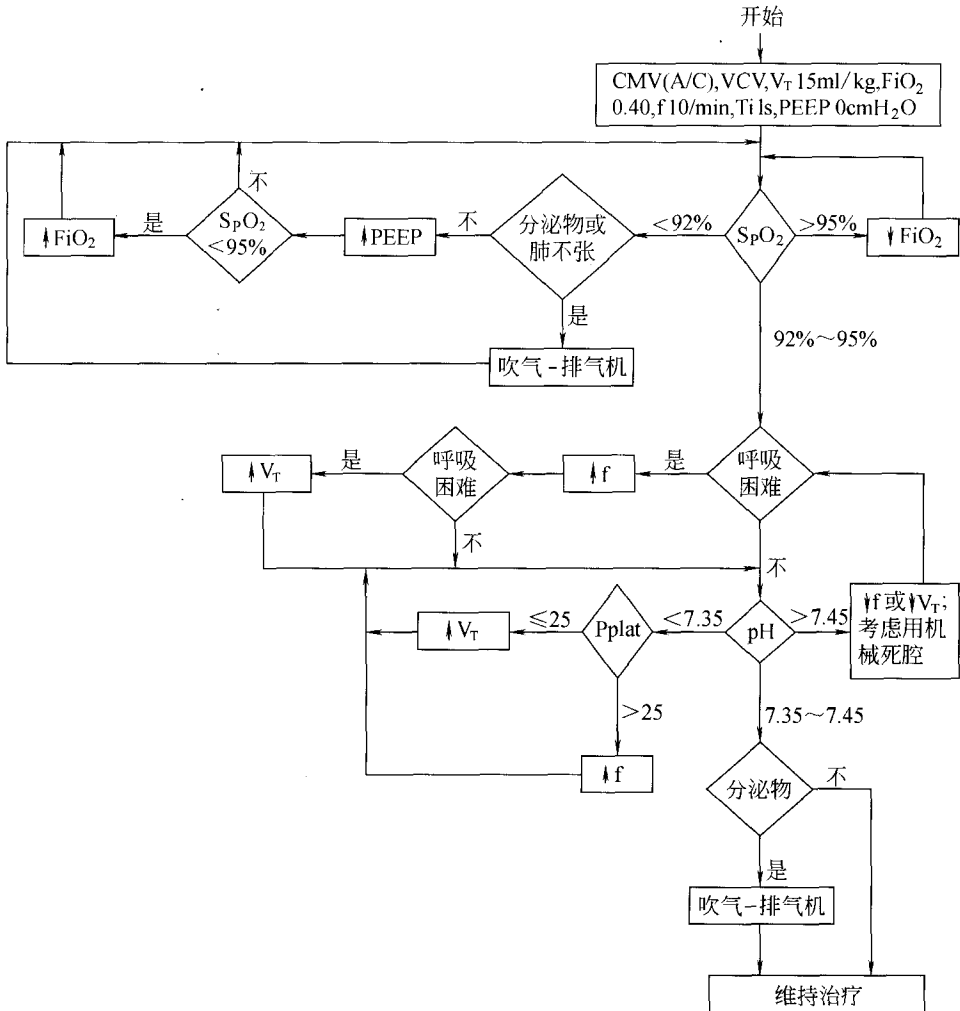 开始
CMV(A/C),VCV,V_T 15ml/kg,FiO₂
0.40,f 10/min,Ti 1s,PEEP 0cmH₂O
不
是
SpO₂
<95%
↑FiO₂
↑PEEP
不
分泌物或
肺不张
<92%
SpO₂
>95%
↓FiO₂
是
吹气-排气机
92%～95%
↑V_T
是
呼吸
困难
↑f
是
呼吸
困难
不
不
↑V_T
≤25
Pplat
<7.35
pH
>7.45
↓f或↓V_T;
考虑用机
械死腔
>25
7.35～7.45
↑f
分泌物
不
是
吹气-排气机
维持治疗